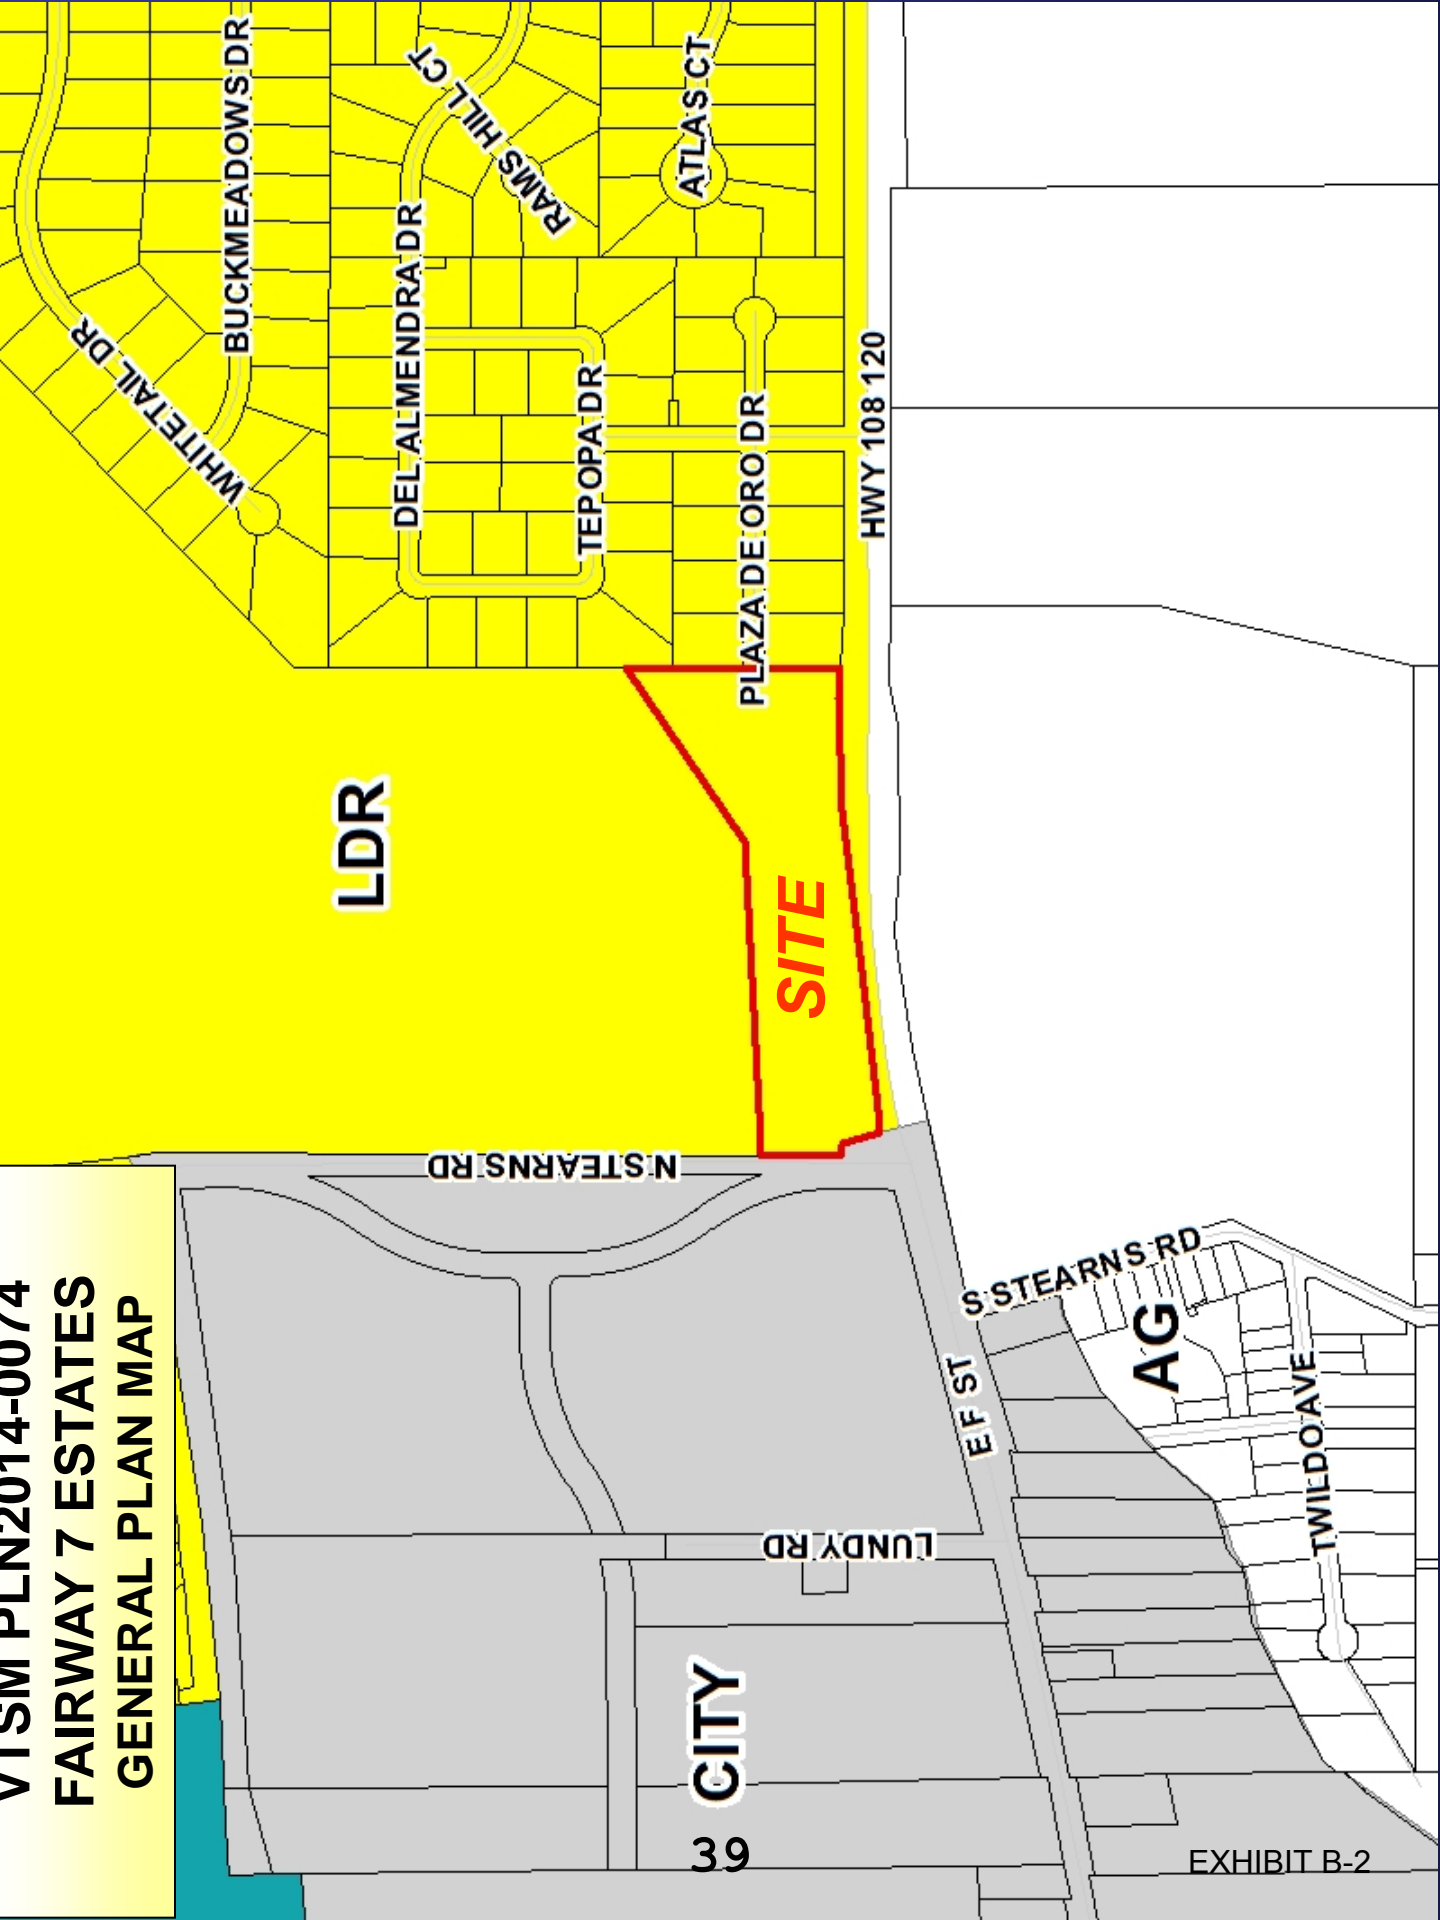 VTSM PLN2014-0074
FAIRWAY 7 ESTATES
GENERAL PLAN MAP
WHITETAIL DR
BUCKMEADOWS DR
DEL ALMENDRA DR
RAMS HILL CT
TEPOPA DR
ATLAS CT
PLAZA DE ORO DR
HWY 108 120
LDR
SITE
N STEARNS RD
S STEARNS RD
AG
E F ST
TWILDO AVE
LUNDY RD
CITY
39
EXHIBIT B-2